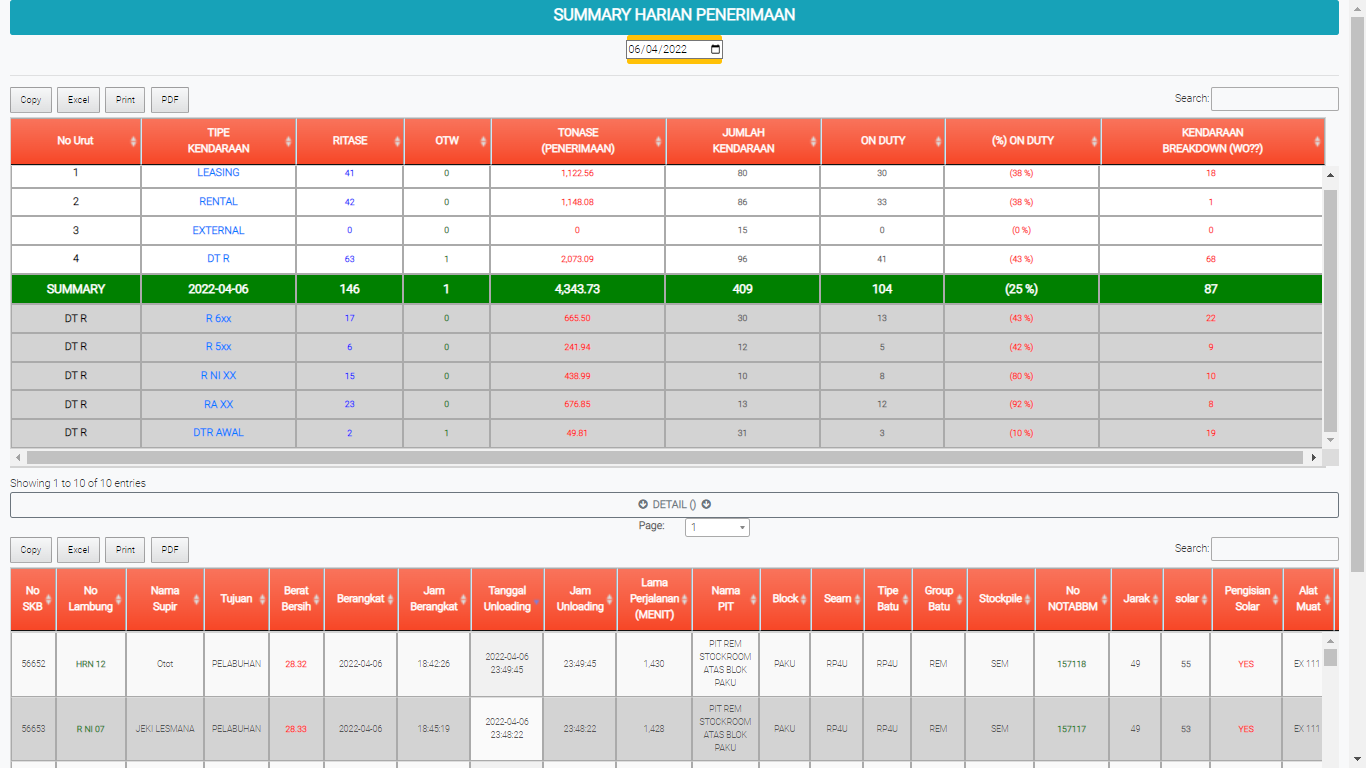 SUMMARY HARIAN PENERIMAAN
06/04/2022
Copy Excel Print PDF Search:
No Urut TIPE KENDARAAN RITASE OTW TONASE (PENERIMAAN) JUMLAH KENDARAAN ON DUTY (%) ON DUTY KENDARAAN BREAKDOWN (WO??)
1 LEASING 41 0 1,122.56 80 30 (38 %) 18
2 RENTAL 42 0 1,148.08 86 33 (38 %) 1
3 EXTERNAL 0 0 0 15 0 (0 %) 0
4 DT R 63 1 2,073.09 96 41 (43 %) 68
SUMMARY 2022-04-06 146 1 4,343.73 409 104 (25 %) 87
DT R R 6xx 17 0 665.50 30 13 (43 %) 22
DT R R 5xx 6 0 241.94 12 5 (42 %) 9
DT R R NI XX 15 0 438.99 10 8 (80 %) 10
DT R RA XX 23 0 676.85 13 12 (92 %) 8
DT R DTR AWAL 2 1 49.81 31 3 (10 %) 19
Showing 1 to 10 of 10 entries
DETAIL ()
Page: 1
Copy Excel Print PDF Search:
No SKB No Lambung Nama Supir Tujuan Berat Bersih Berangkat Jam Berangkat Tanggal Unloading Jam Unloading Lama Perjalanan (MENIT) Nama PIT Block Seam Tipe Batu Group Batu Stockpile No NOTABBM Jarak solar Pengisian Solar Alat Muat
56652 HRN 12 Otot PELABUHAN 28.32 2022-04-06 18:42:26 2022-04-06 23:49:45 23:49:45 1,430 PIT REM STOCKROOM ATAS BLOK PAKU PAKU RP4U RP4U REM SEM 157118 49 55 YES EX 111
56653 R NI 07 JEKI LESMANA PELABUHAN 28.33 2022-04-06 18:45:19 2022-04-06 23:48:22 23:48:22 1,428 PIT REM STOCKROOM ATAS BLOK PAKU PAKU RP4U RP4U REM SEM 157117 49 53 YES EX 111